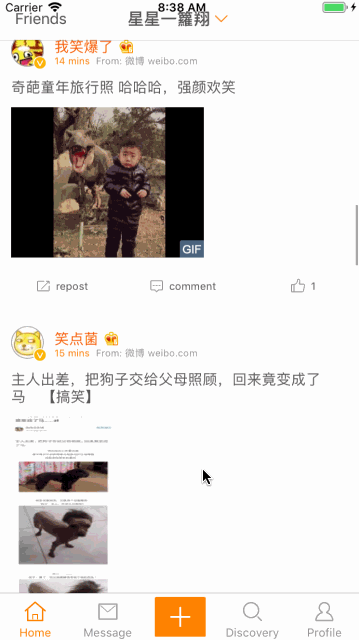 Carrier 8:38 AM
Friends 星星一籮翔
我笑爆了
14 mins From: 微博 weibo.com
奇葩童年旅行照 哈哈哈，强颜欢笑
GIF
repost comment 1
笑点菌
15 mins From: 微博 weibo.com
主人出差，把狗子交给父母照顾，回来竟变成了
马 【搞笑】
Home Message Discovery Profile